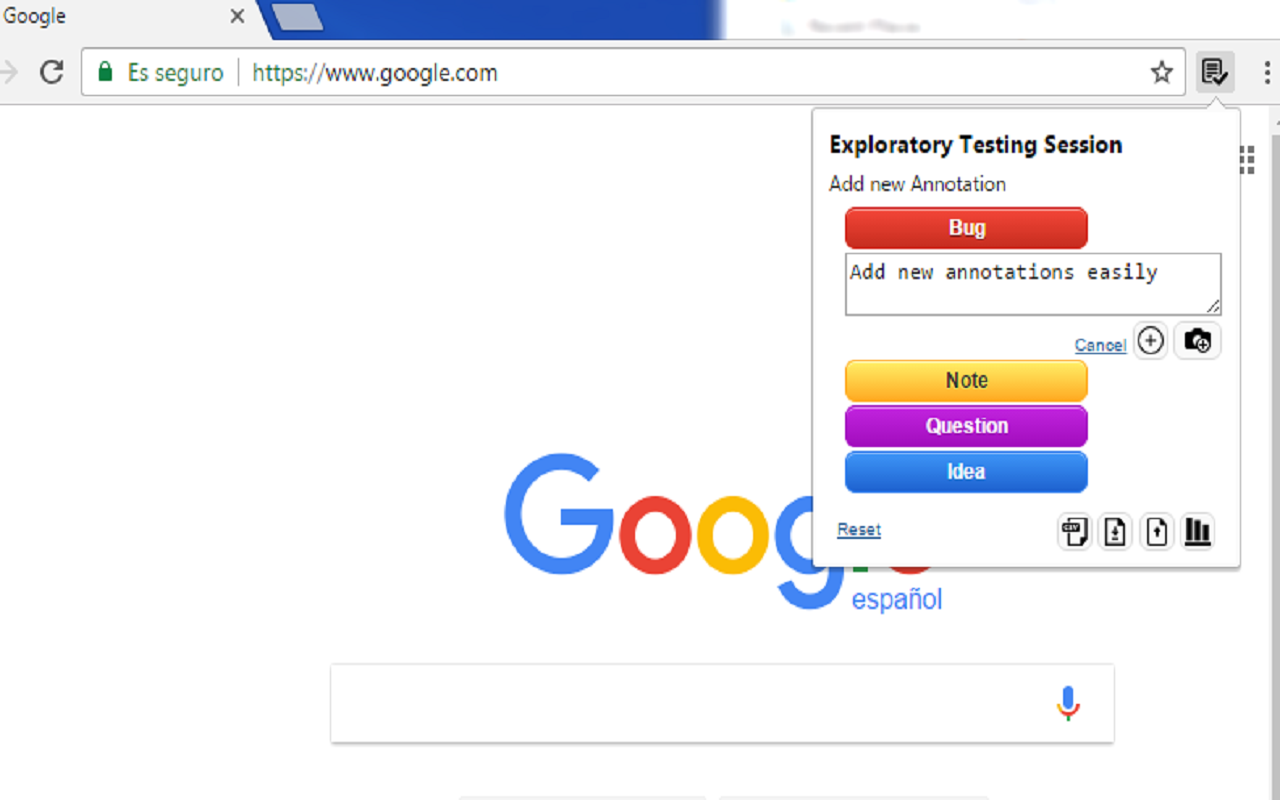 Google
Es seguro
https://www.google.com
Exploratory Testing Session
Add new Annotation
Bug
Add new annotations easily
Cancel
Note
Question
Idea
Reset
CSV
Goog
español